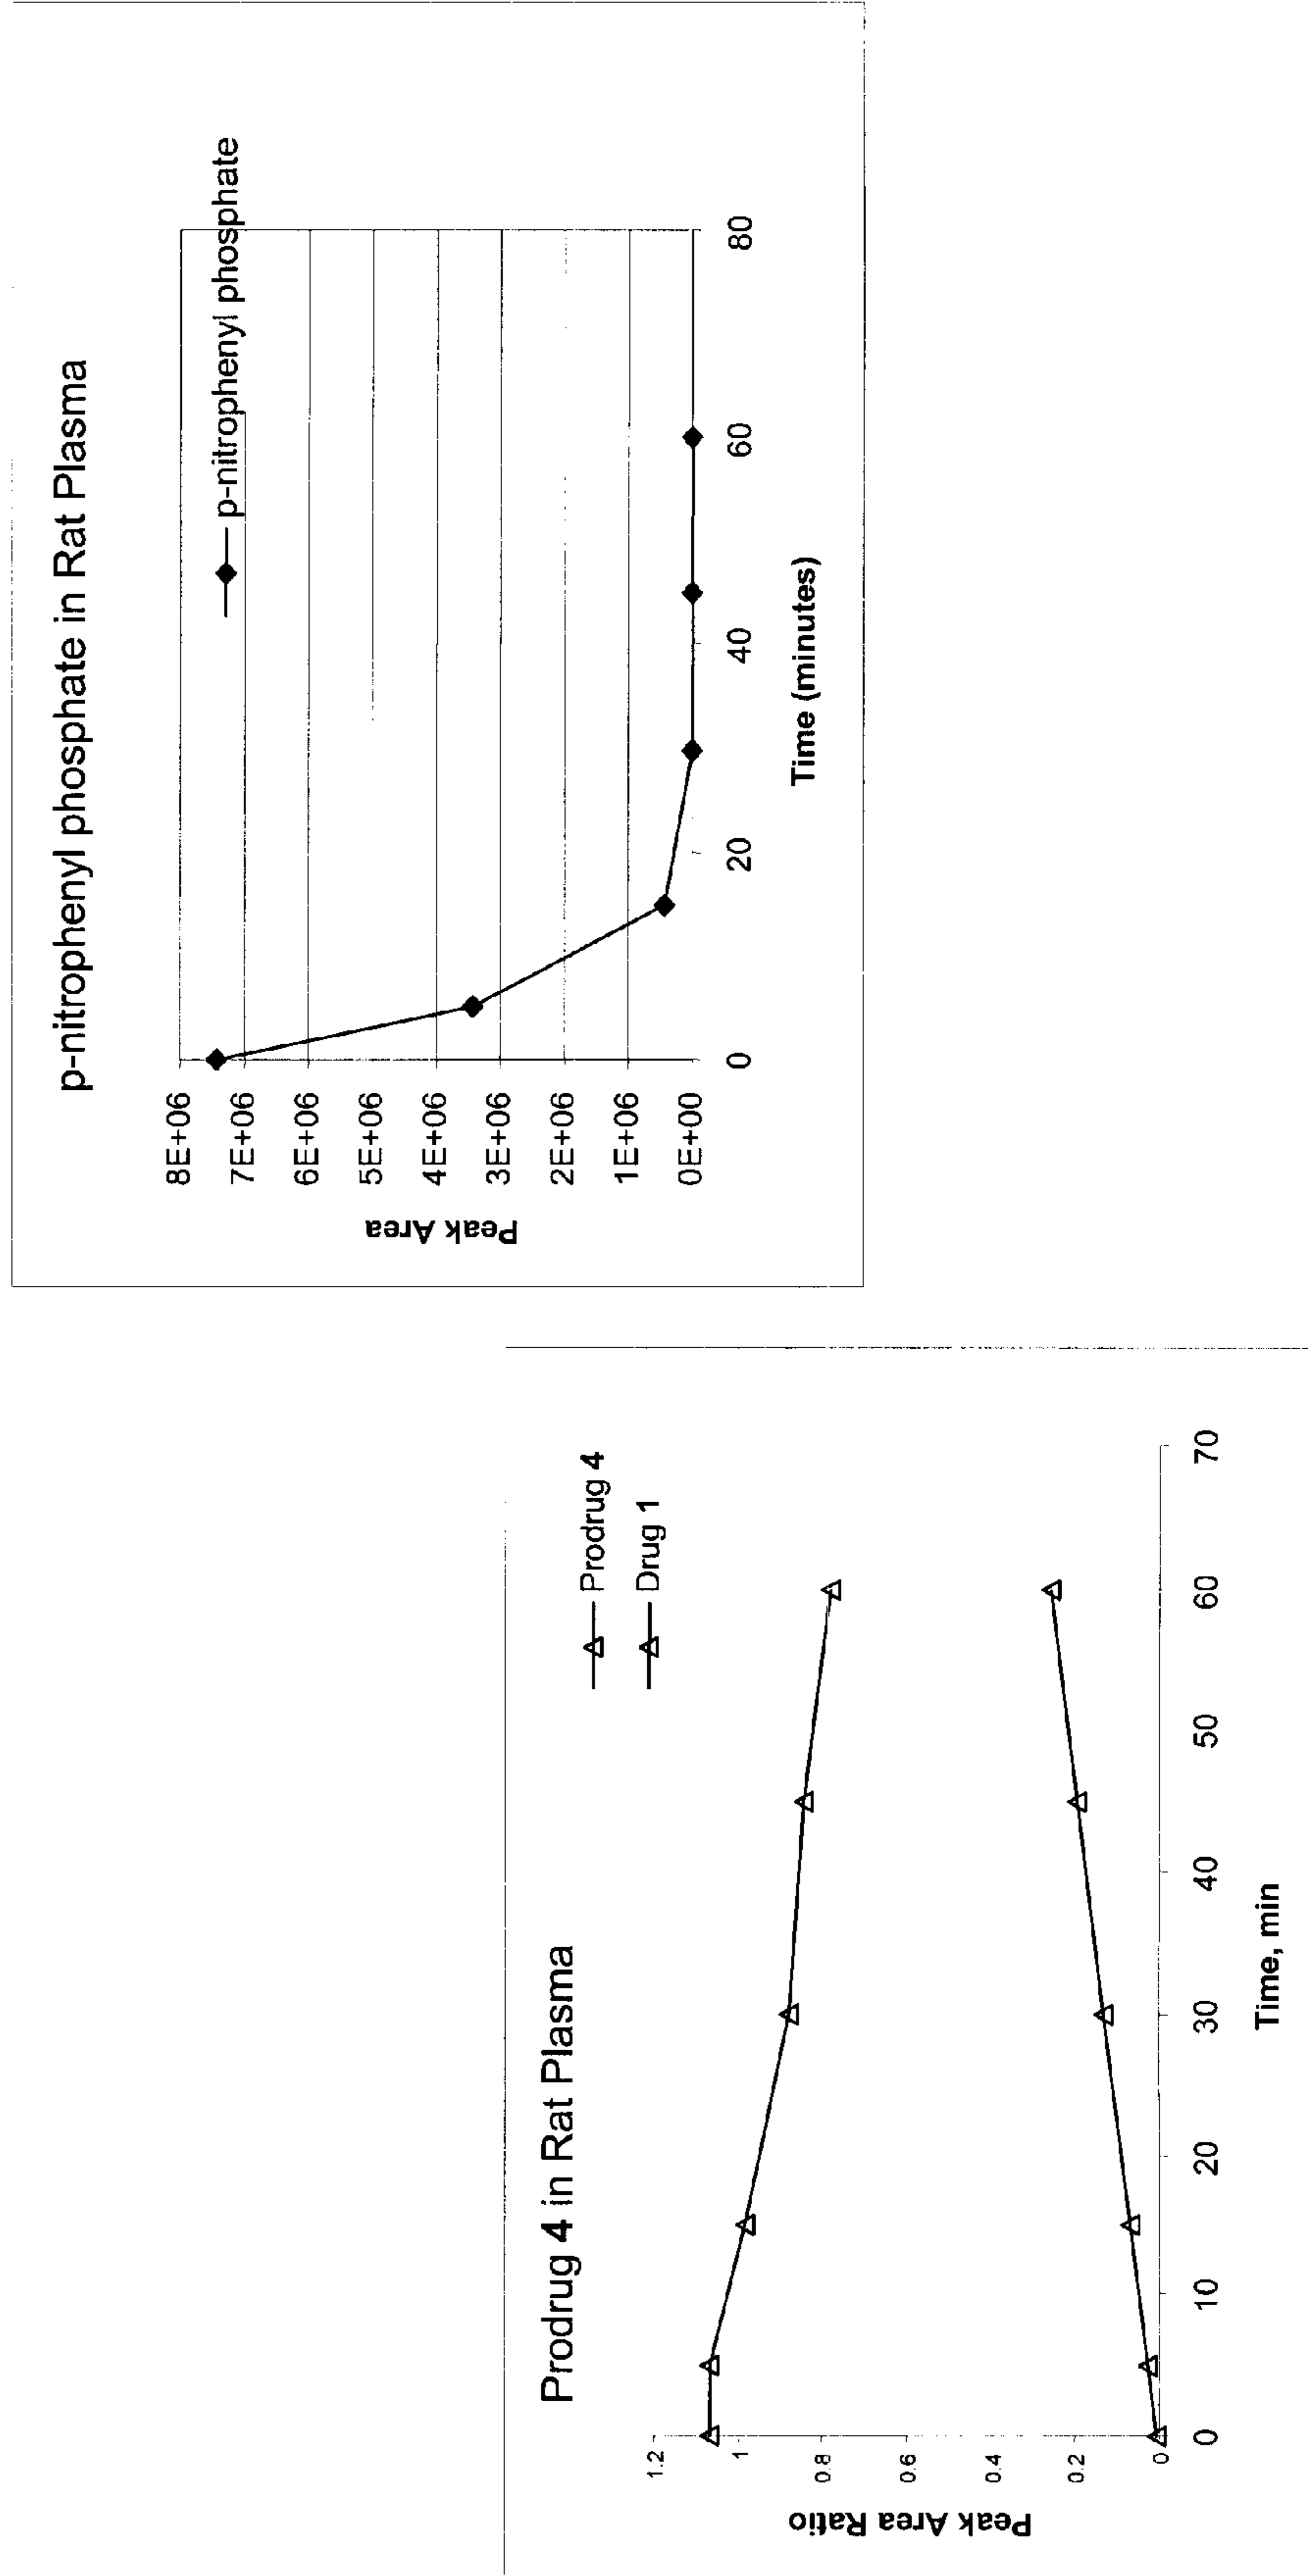 Prodrug 4 in Rat Plasma
Prodrug 4
Drug 1
Peak Area Ratio
1.2
1
0.8
0.6
0.4
0.2
0
0 10 20 30 40 50 60 70
Time, min
p-nitrophenyl phosphate in Rat Plasma
p-nitrophenyl phosphate
Peak Area
8E+06
7E+06
6E+06
5E+06
4E+06
3E+06
2E+06
1E+06
0E+00
0 20 40 60 80
Time (minutes)